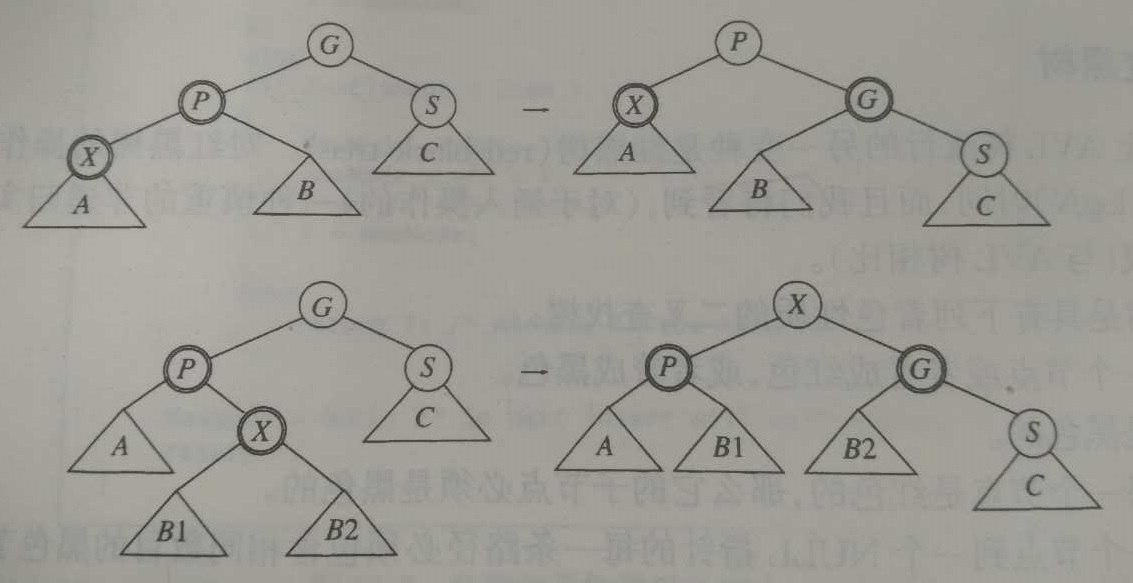 G P
P S → X G
X C A S
A B B C
G X
P S → P G
A X C A B1 B2 S
C
B1 B2